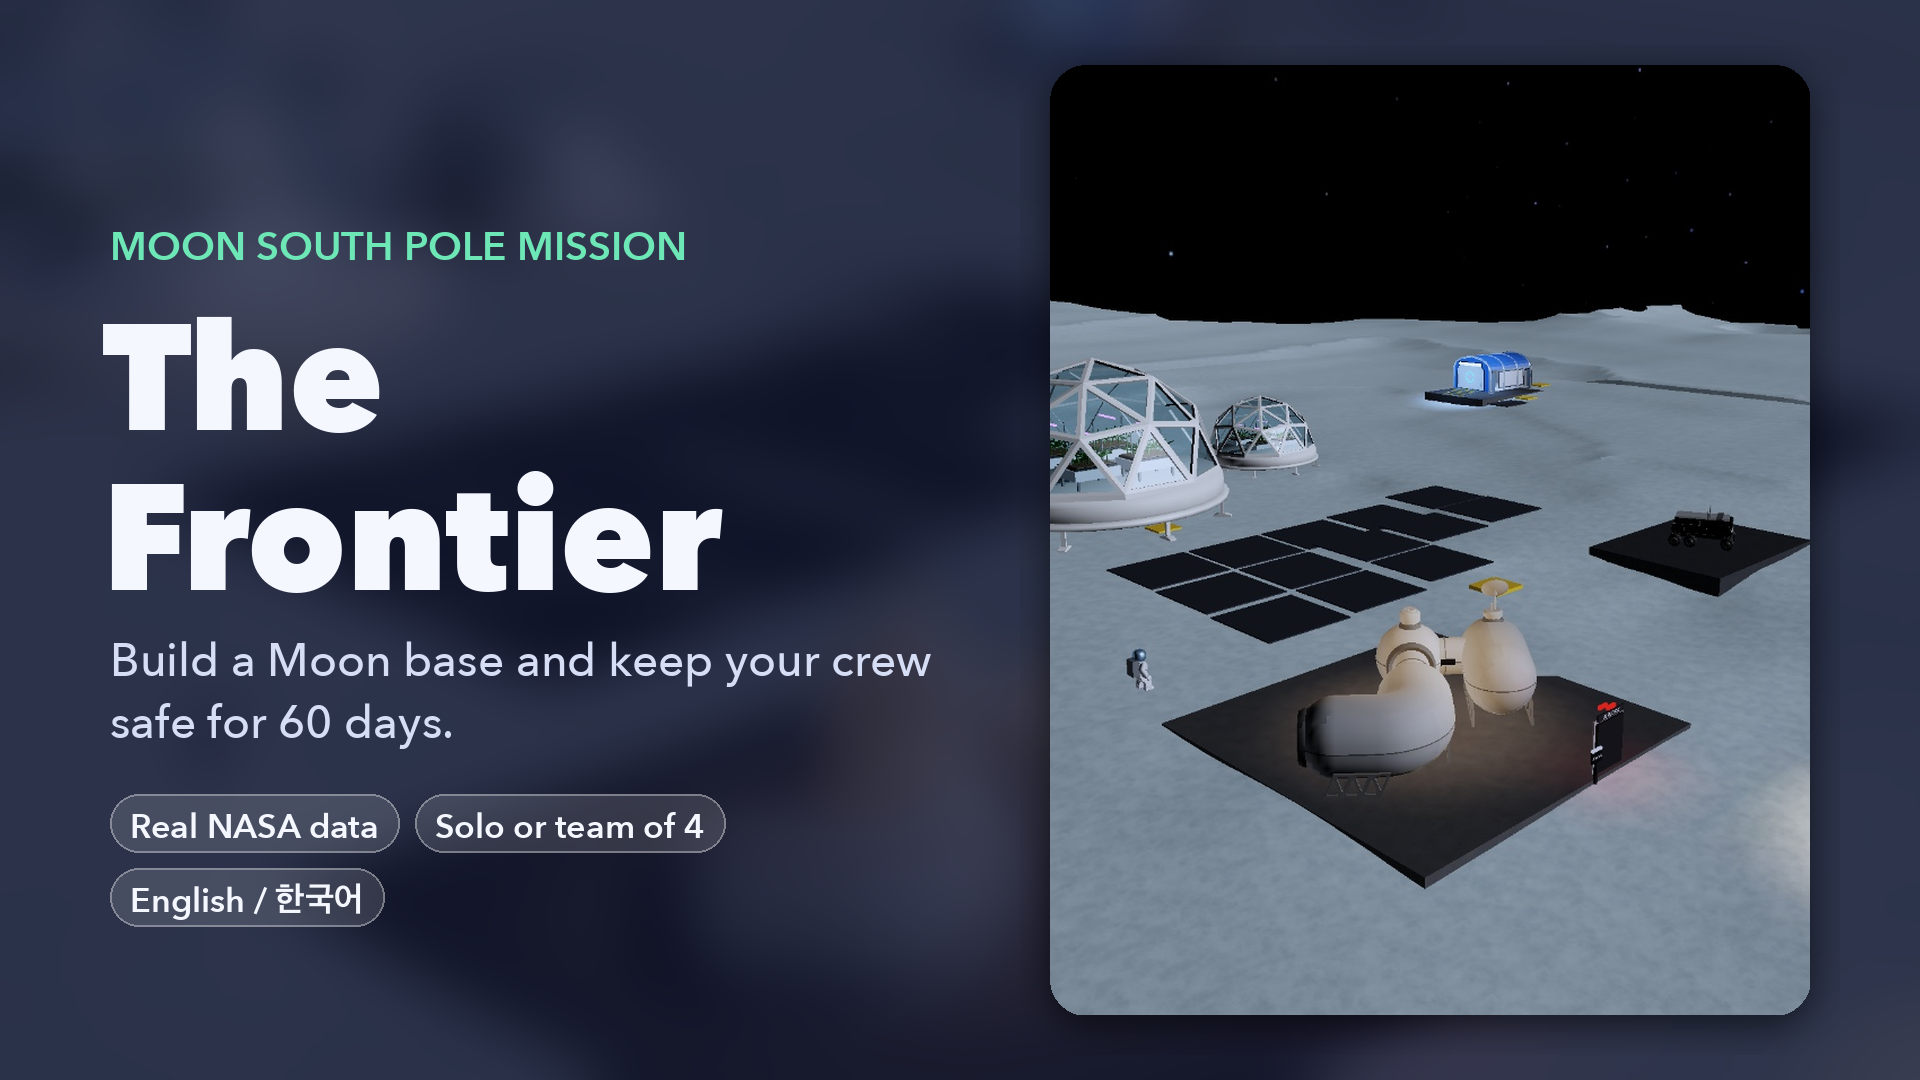 MOON SOUTH POLE MISSION
The
Frontier
Build a Moon base and keep your crew
safe for 60 days.
Real NASA data
Solo or team of 4
English / 한국어